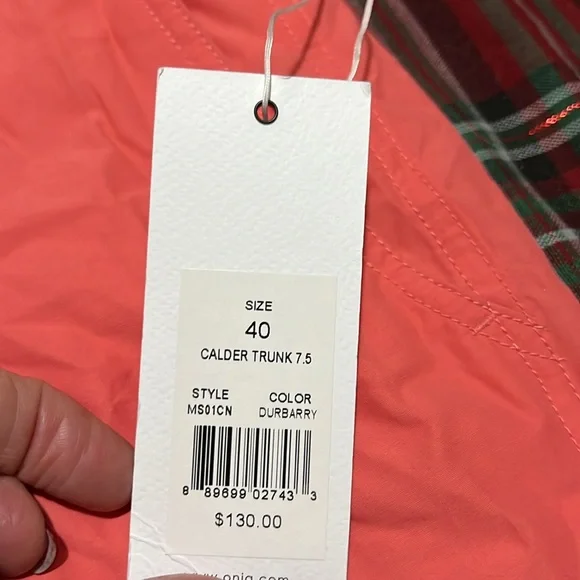 SIZE
40
CALDER TRUNK 7.5
STYLE COLOR
MS01CN DURBARRY
8 89699 02743 3
$130.00